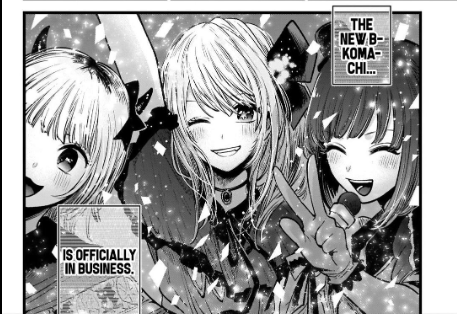 THE
NEW B-
KOMA-
CHI...
IS OFFICIALLY
IN BUSINESS.